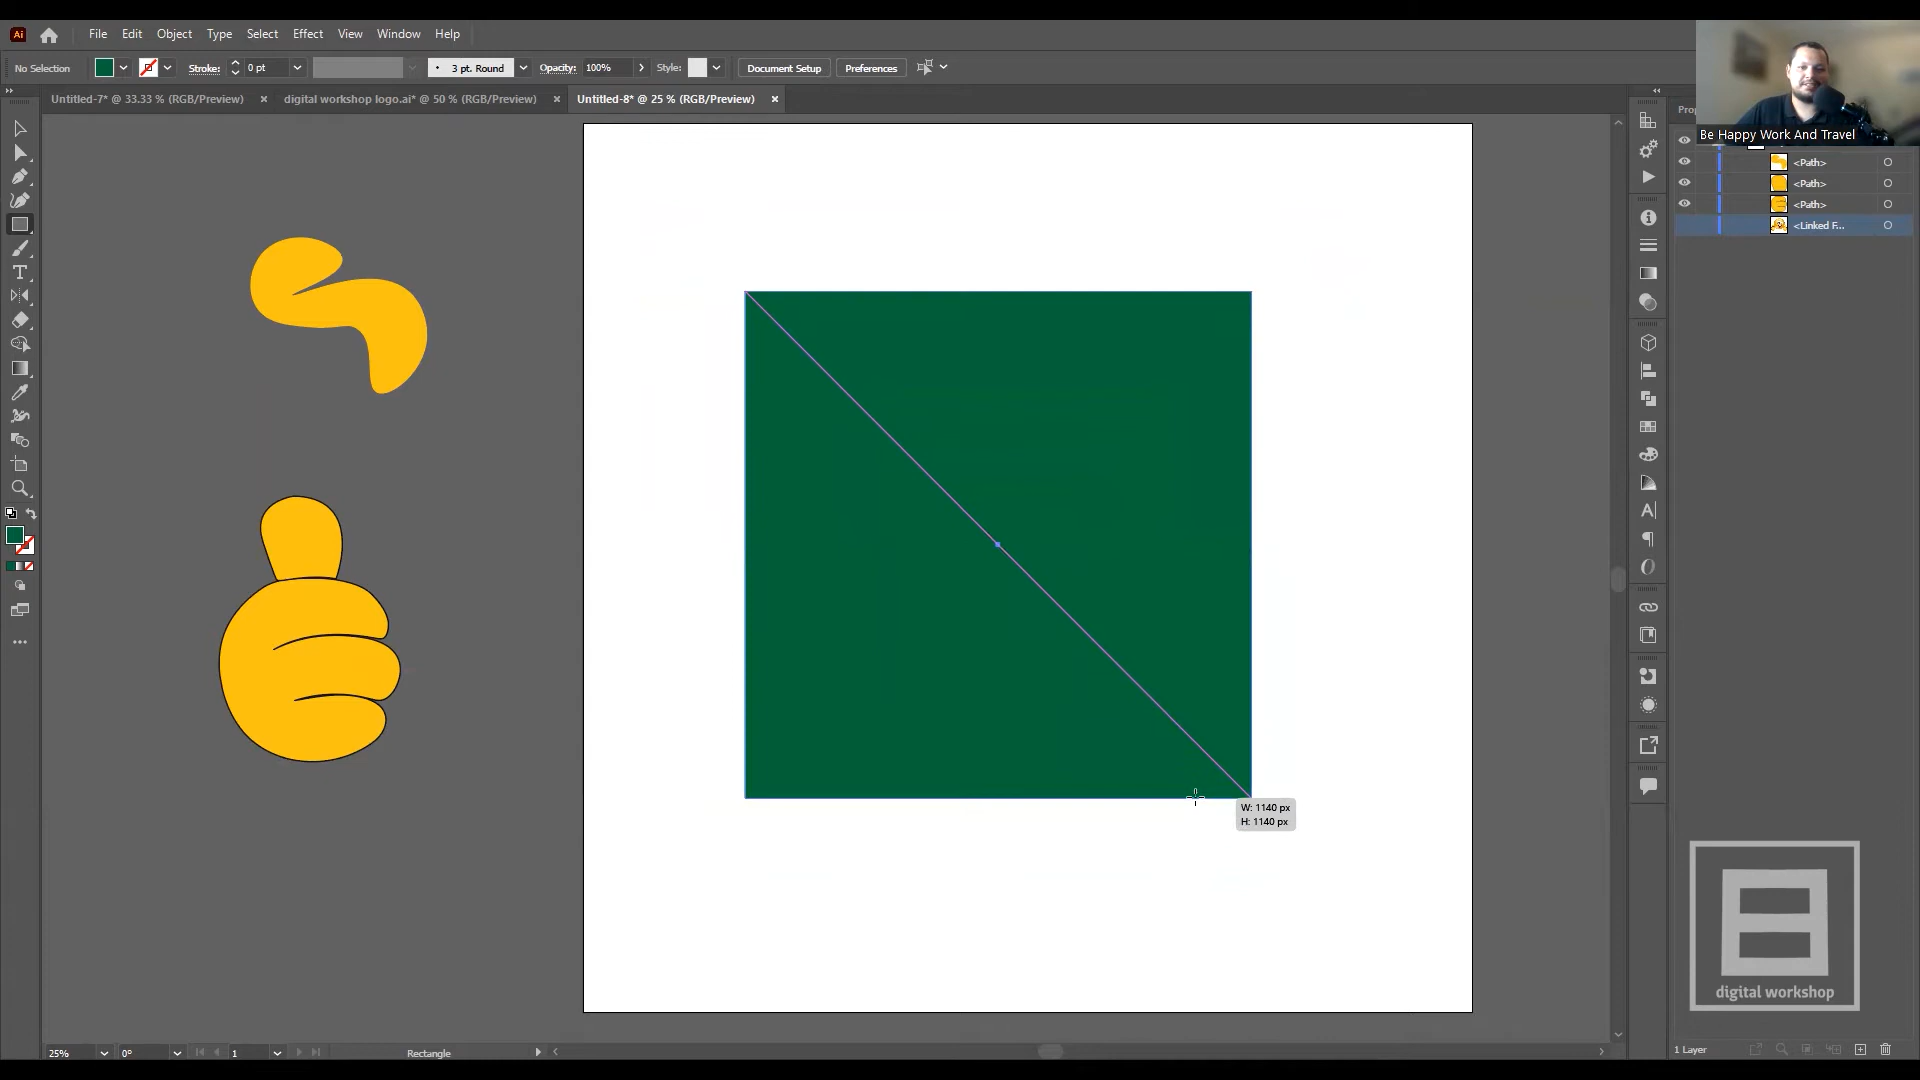 Ai File Edit Object Type Select Effect View Window Help
No Selection Stroke: 0 pt 3 pt. Round Opacity: 100% Style: Document Setup Preferences
Untitled-7* @ 33.33 % (RGB/Preview) digital workshop logo.ai* @ 50 % (RGB/Preview) Untitled-8* @ 25 % (RGB/Preview)
Be Happy Work And Travel
<Path>
<Path>
<Path>
<Linked F...
W: 1140 px
H: 1140 px
digital workshop
25% 0° 1 Rectangle
1 Layer